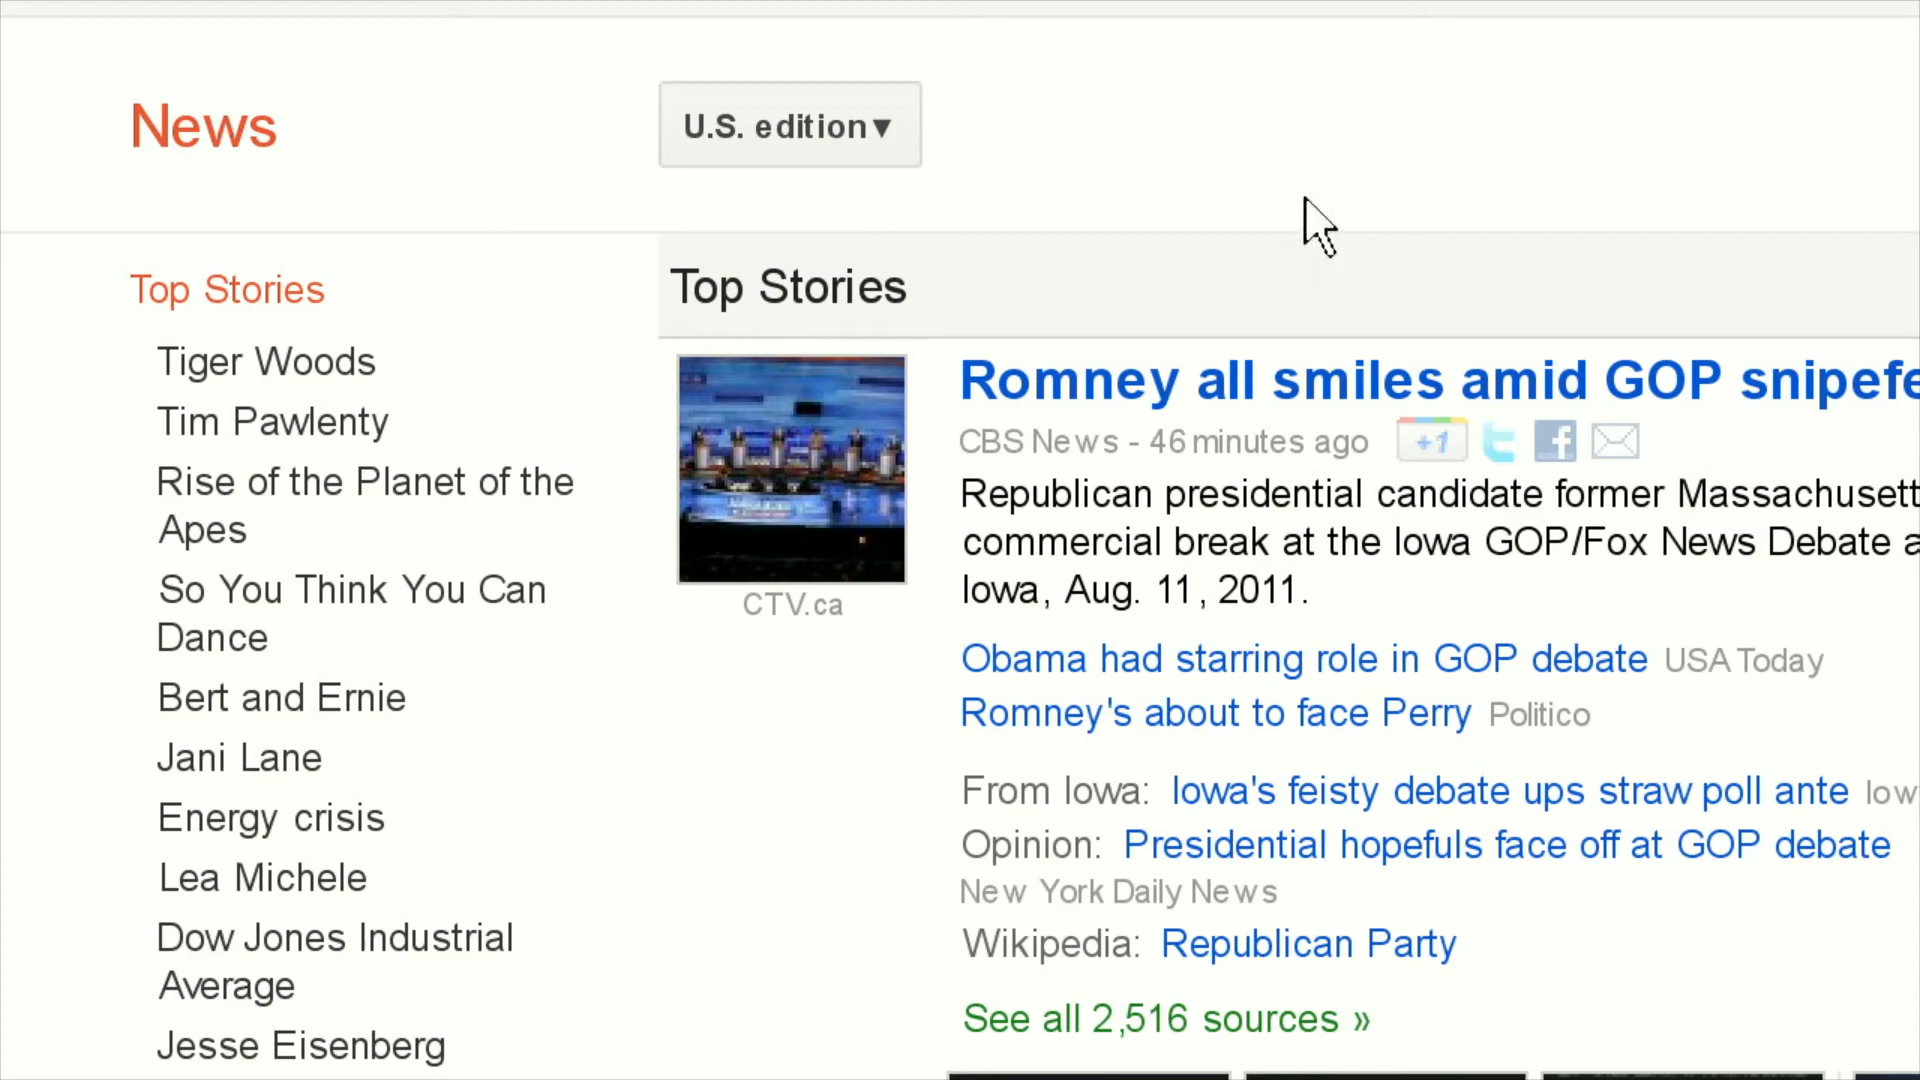 News
U.S. edition▼
Top Stories
Tiger Woods
Tim Pawlenty
Rise of the Planet of the
Apes
So You Think You Can
Dance
Bert and Ernie
Jani Lane
Energy crisis
Lea Michele
Dow Jones Industrial
Average
Jesse Eisenberg
Top Stories
CTV.ca
Romney all smiles amid GOP
CBS News - 46 minutes ago +1
Republican presidential candidate former
commercial break at the Iowa GOP/Fox News Debate
Iowa, Aug. 11, 2011.
Obama had starring role in GOP debate USA Today
Romney's about to face Perry Politico
From Iowa: Iowa's feisty debate ups straw poll ante
Opinion: Presidential hopefuls face off at GOP debate
New York Daily News
Wikipedia: Republican Party
See all 2,516 sources »